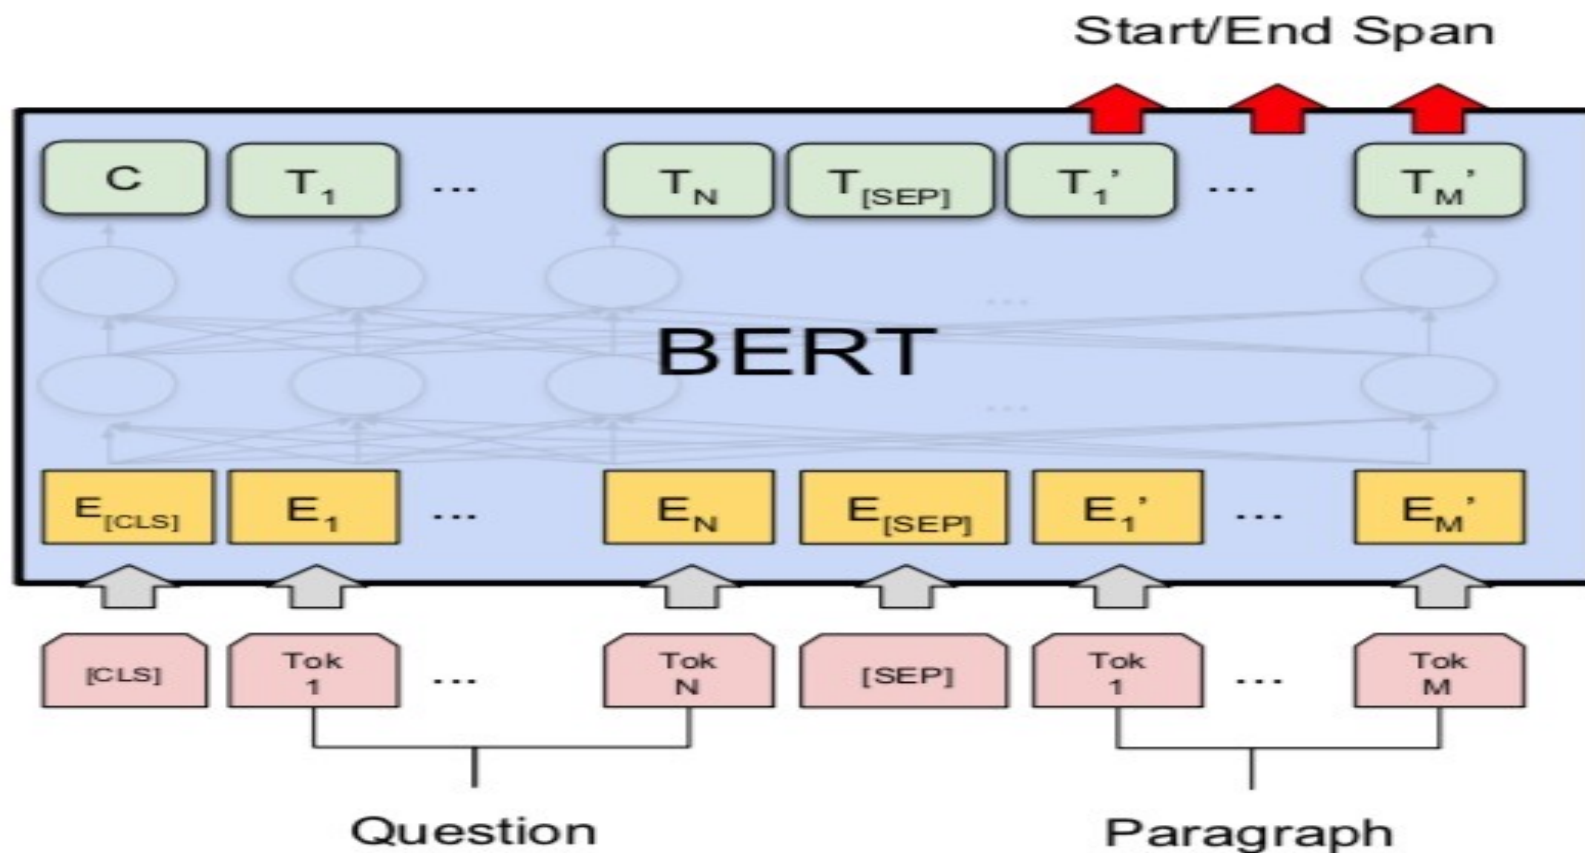 Start/End Span
C T1 ... TN T[SEP] T1' ... TM'
...
BERT
...
E[CLS] E1 ... EN E[SEP] E1' ... EM'
[CLS] Tok 1 ... Tok N [SEP] Tok 1 ... Tok M
Question Paragraph